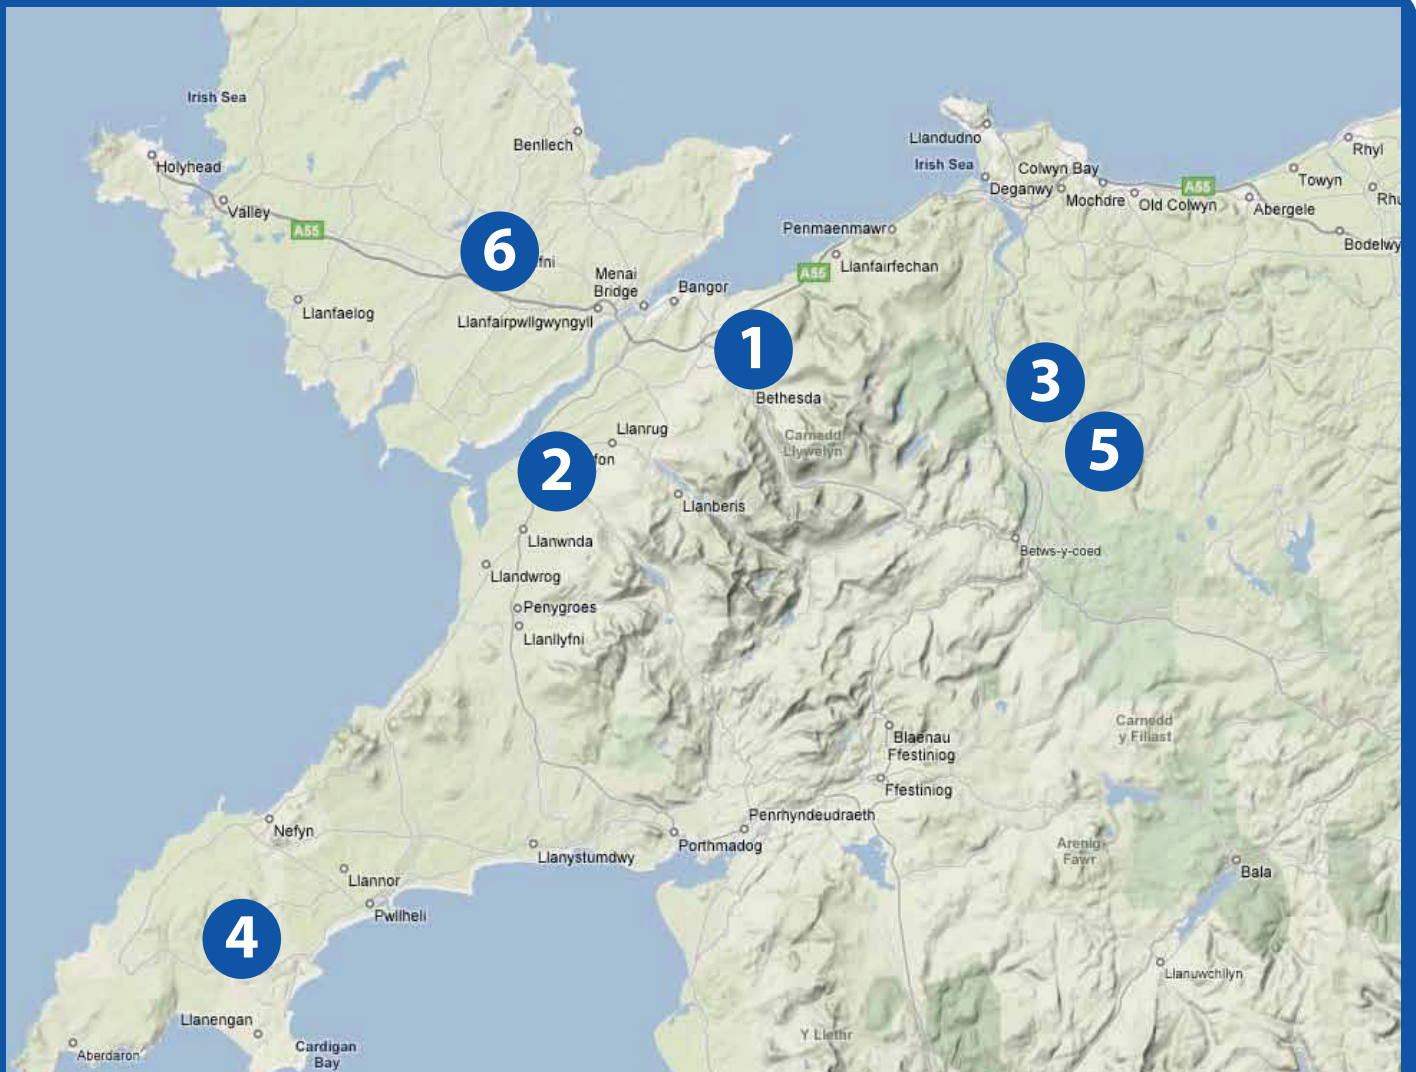 Irish Sea
Benllech
Holyhead
Valley
A55
6
fni
Menai
Bridge
Bangor
Llanfaelog
Llanfairpwllgwyngyll
Llandudno
Irish Sea
Colwyn Bay
Deganwy
Mochdre
Old Colwyn
A55
Rhyl
Towyn
Rhu
Abergele
Bodelwy
Penmaenmawr
A55
Llanfairfechan
1
Bethesda
3
5
Carnedd
Llywelyn
Llanrug
2
fon
Llanberis
Llanwnda
Llandwrog
Penygroes
Llanllyfni
Betws-y-coed
Carnedd
y Filiast
Blaenau
Ffestiniog
Ffestiniog
Penrhyndeudraeth
Porthmadog
Llanystumdwy
Nefyn
Llannor
Pwllheli
4
Arenig
Fawr
Bala
Llanuwchllyn
Llanengan
Cardigan
Bay
Aberdaron
Y Llethr